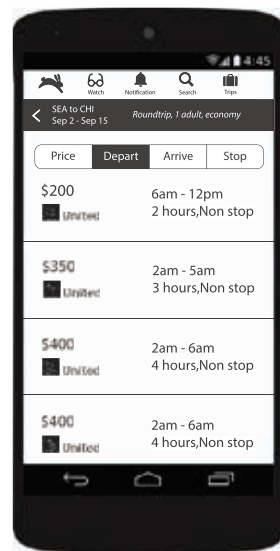 4:45
Watch
Notification
Search
Trips
SEA to CHI
Sep 2 - Sep 15
Roundtrip, 1 adult, economy
Price
Depart
Arrive
Stop
$200
6am - 12pm
United
2 hours,Non stop
$350
2am - 5am
United
3 hours,Non stop
$400
2am - 6am
United
4 hours,Non stop
$400
2am - 6am
United
4 hours,Non stop